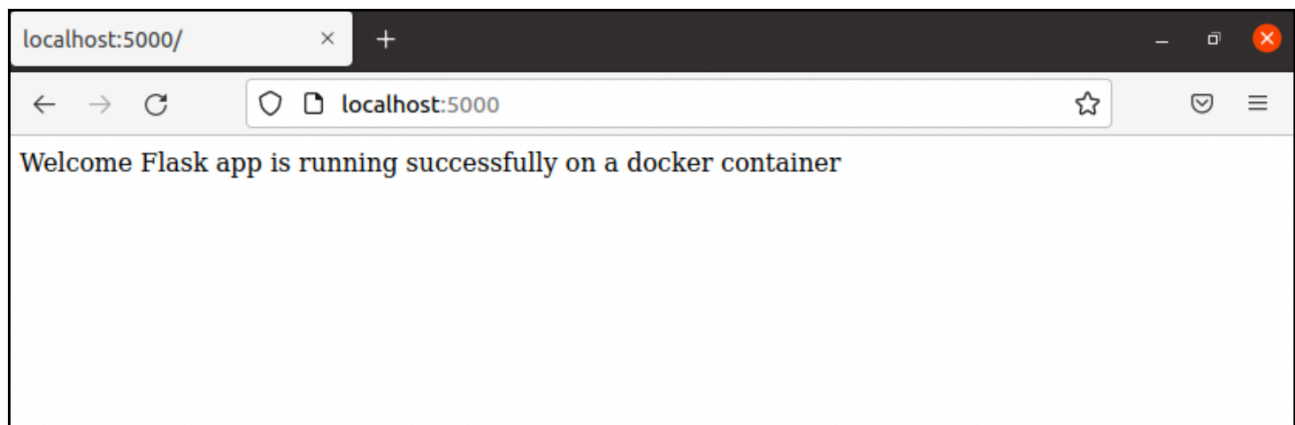 localhost:5000/
localhost:5000
Welcome Flask app is running successfully on a docker container